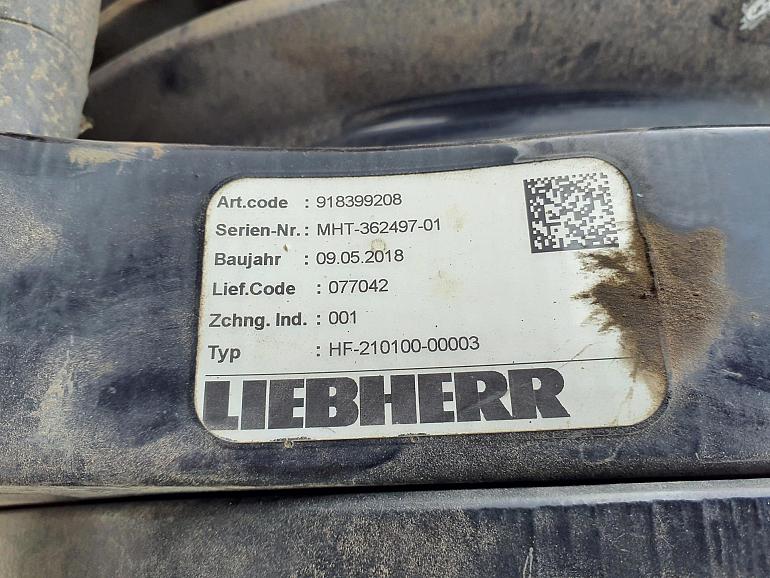 Art.code : 918399208
Serien-Nr. : MHT-362497-01
Baujahr : 09.05.2018
Lief.Code : 077042
Zchng. Ind. : 001
Typ : HF-210100-00003
LIEBHERR